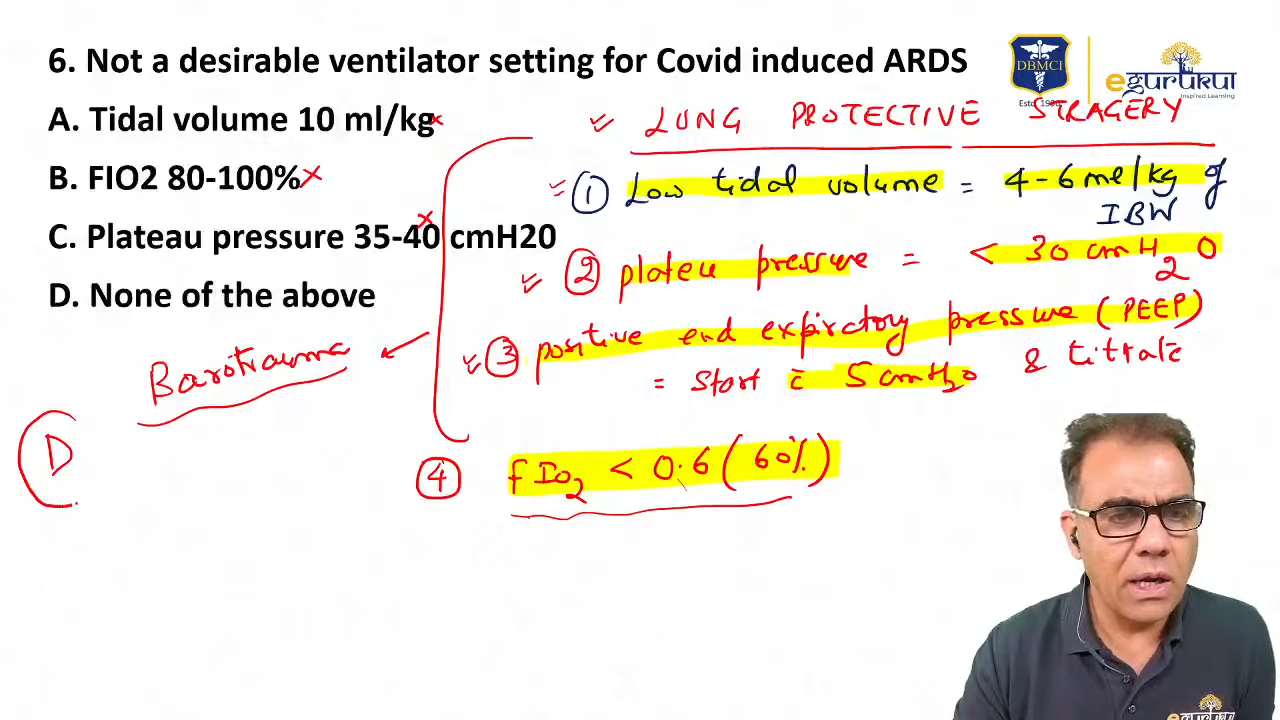 6. Not a desirable ventilator setting for Covid induced ARDS
A. Tidal volume 10 ml/kg
B. FIO2 80-100%
C. Plateau pressure 35-40 cmH20
D. None of the above
DBMCI
egurukul
Inspired Learning
LUNG PROTECTIVE STRAGERY
① Low tidal volume = 4-6 ml/kg of
IBW
② plateu pressure = < 30 cm H2O
③ positive end expiratory pressure (PEEP)
= start c̄ 5 cmH2O & titrate
Barotrauma
D
④ fIo2 < 0.6 (60%)
egurukul